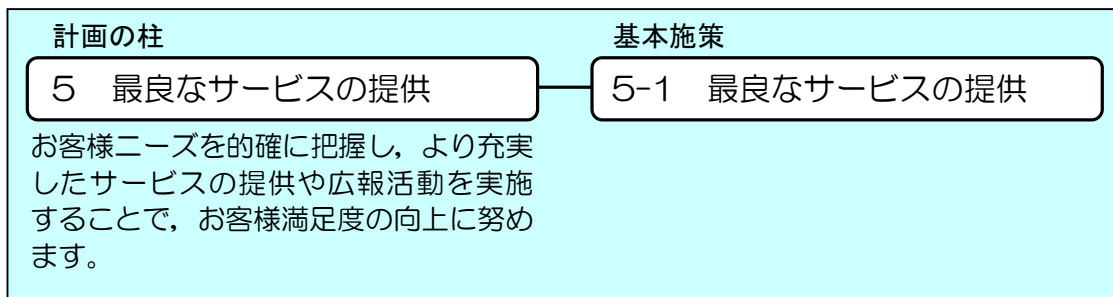 計画の柱
基本施策
5　最良なサービスの提供
5-1　最良なサービスの提供
お客様ニーズを的確に把握し，より充実
したサービスの提供や広報活動を実施
することで，お客様満足度の向上に努め
ます。